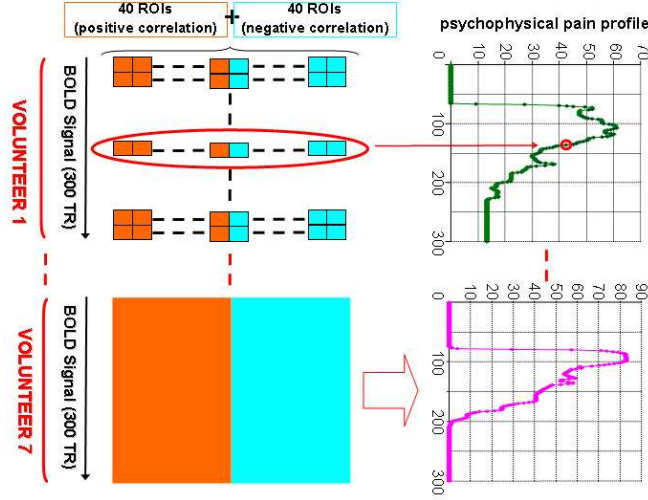 40 ROIs
(positive correlation)
+
40 ROIs
(negative correlation)
psychophysical pain profile
VOLUNTEER 1
BOLD Signal (300 TR)
10 20 30 40 50 60 70
0
100
200
300
VOLUNTEER 7
BOLD Signal (300 TR)
10 20 30 40 50 60 70 80 90
0
100
200
300